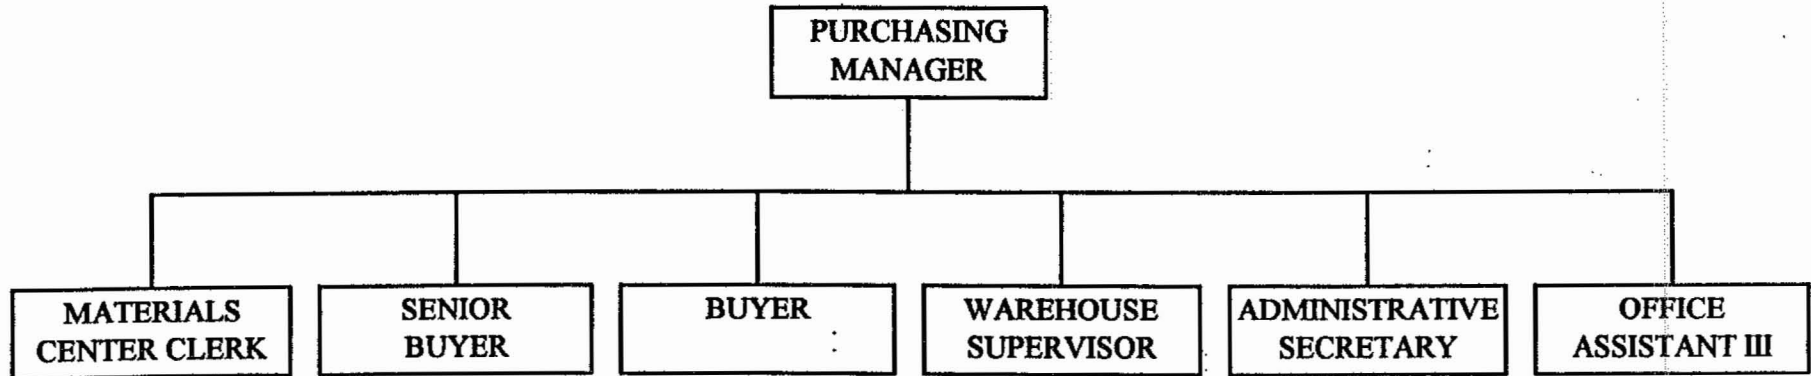 PURCHASING
MANAGER
MATERIALS
CENTER CLERK
SENIOR
BUYER
BUYER
WAREHOUSE
SUPERVISOR
ADMINISTRATIVE
SECRETARY
OFFICE
ASSISTANT III